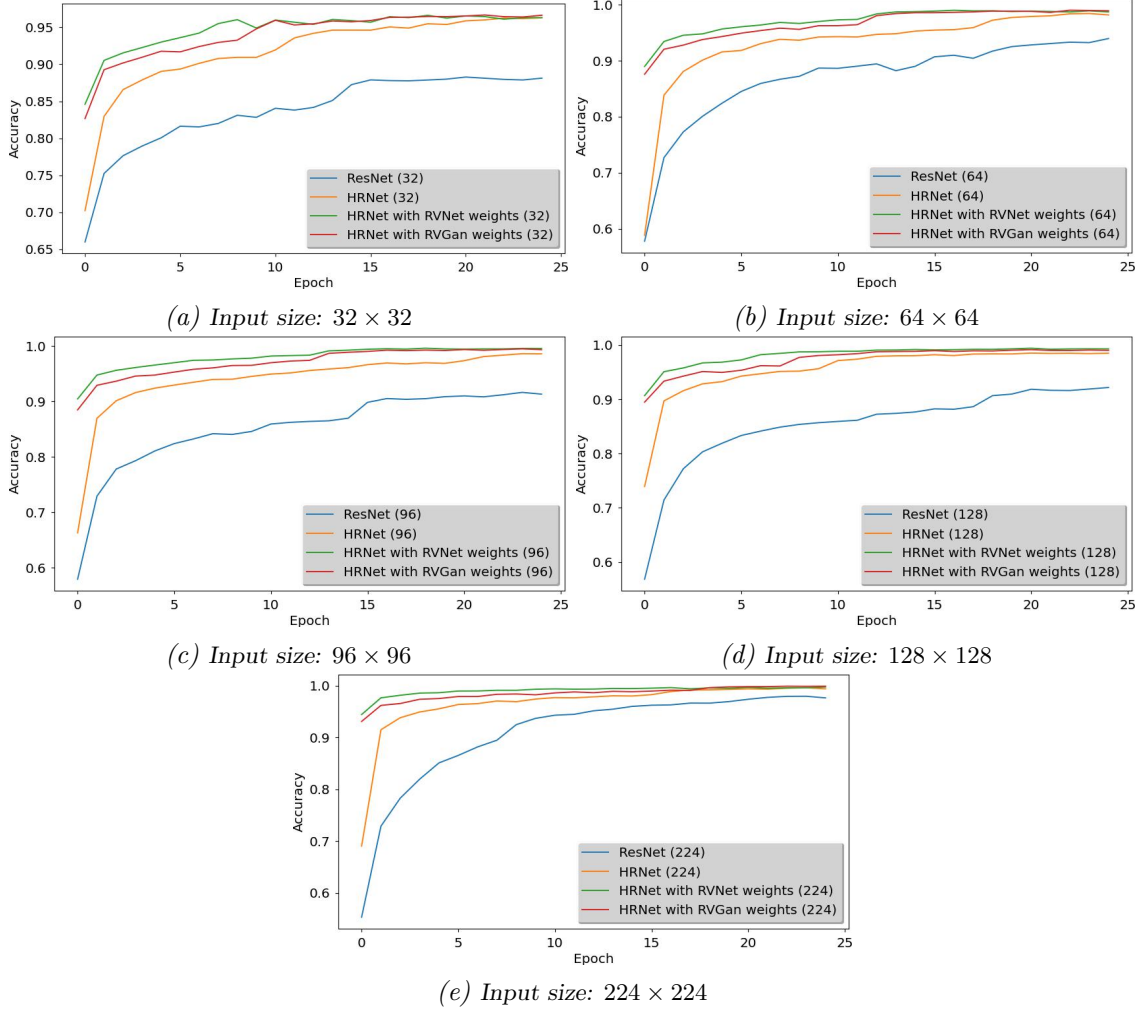 0.95
0.90
0.85
0.80
0.75
0.70
0.65
Accuracy
ResNet (32)
HRNet (32)
HRNet with RVNet weights (32)
HRNet with RVGan weights (32)
0 5 10 15 20 25
Epoch
(a) Input size: 32 × 32
1.0
0.9
0.8
0.7
0.6
Accuracy
ResNet (64)
HRNet (64)
HRNet with RVNet weights (64)
HRNet with RVGan weights (64)
0 5 10 15 20 25
Epoch
(b) Input size: 64 × 64
1.0
0.9
0.8
0.7
0.6
Accuracy
ResNet (96)
HRNet (96)
HRNet with RVNet weights (96)
HRNet with RVGan weights (96)
0 5 10 15 20 25
Epoch
(c) Input size: 96 × 96
1.0
0.9
0.8
0.7
0.6
Accuracy
ResNet (128)
HRNet (128)
HRNet with RVNet weights (128)
HRNet with RVGan weights (128)
0 5 10 15 20 25
Epoch
(d) Input size: 128 × 128
1.0
0.9
0.8
0.7
0.6
Accuracy
ResNet (224)
HRNet (224)
HRNet with RVNet weights (224)
HRNet with RVGan weights (224)
0 5 10 15 20 25
Epoch
(e) Input size: 224 × 224